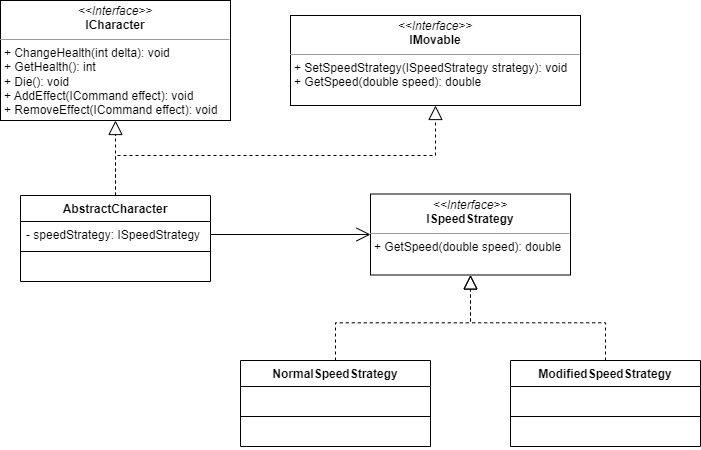 <<Interface>>
ICharacter
+ ChangeHealth(int delta): void
+ GetHealth(): int
+ Die(): void
+ AddEffect(ICommand effect): void
+ RemoveEffect(ICommand effect): void
<<Interface>>
IMovable
+ SetSpeedStrategy(ISpeedStrategy strategy): void
+ GetSpeed(double speed): double
AbstractCharacter
- speedStrategy: ISpeedStrategy
<<Interface>>
ISpeedStrategy
+ GetSpeed(double speed): double
NormalSpeedStrategy
ModifiedSpeedStrategy